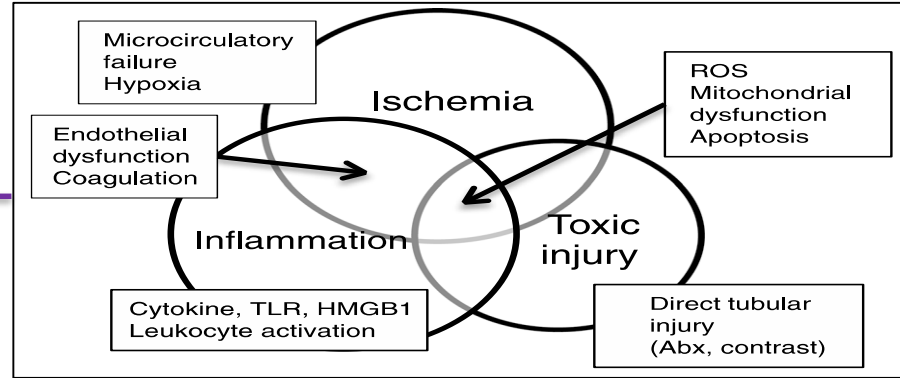 Microcirculatory
failure
Hypoxia
Ischemia
ROS
Mitochondrial
dysfunction
Apoptosis
Endothelial
dysfunction
Coagulation
Inflammation
Toxic
injury
Cytokine, TLR, HMGB1
Leukocyte activation
Direct tubular
injury
(Abx, contrast)